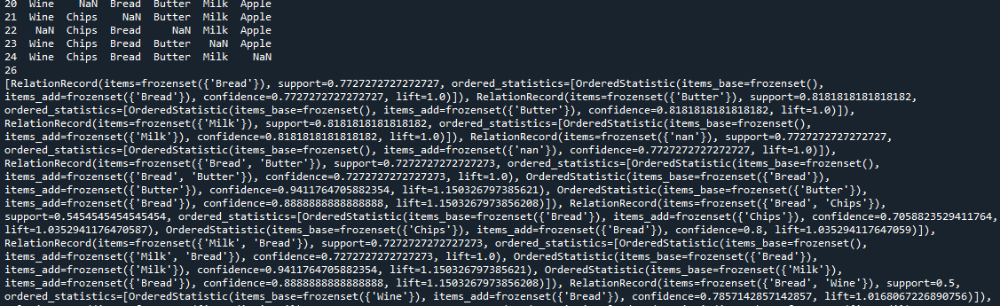 20 Wine NaN Bread Butter Milk Apple
21 Wine Chips NaN Butter Milk Apple
22 NaN Chips Bread NaN Milk Apple
23 Wine Chips Bread Butter NaN Apple
24 Wine Chips Bread Butter Milk NaN
26
[RelationRecord(items=frozenset({'Bread'}), support=0.7727272727272727, ordered_statistics=[OrderedStatistic(items_base=frozenset(),
items_add=frozenset({'Bread'}), confidence=0.7727272727272727, lift=1.0)]), RelationRecord(items=frozenset({'Butter'}), support=0.8181818181818182,
ordered_statistics=[OrderedStatistic(items_base=frozenset(), items_add=frozenset({'Butter'}), confidence=0.8181818181818182, lift=1.0)]),
RelationRecord(items=frozenset({'Milk'}), support=0.8181818181818182, ordered_statistics=[OrderedStatistic(items_base=frozenset(),
items_add=frozenset({'Milk'}), confidence=0.8181818181818182, lift=1.0)]), RelationRecord(items=frozenset({'nan'}), support=0.7727272727272727,
ordered_statistics=[OrderedStatistic(items_base=frozenset(), items_add=frozenset({'nan'}), confidence=0.7727272727272727, lift=1.0)]),
RelationRecord(items=frozenset({'Bread', 'Butter'}), support=0.7272727272727273, ordered_statistics=[OrderedStatistic(items_base=frozenset(),
items_add=frozenset({'Bread', 'Butter'}), confidence=0.7272727272727273, lift=1.0), OrderedStatistic(items_base=frozenset({'Bread'}),
items_add=frozenset({'Butter'}), confidence=0.9411764705882354, lift=1.150326797385621), OrderedStatistic(items_base=frozenset({'Butter'}),
items_add=frozenset({'Bread'}), confidence=0.8888888888888888, lift=1.1503267973856208)]), RelationRecord(items=frozenset({'Bread', 'Chips'}),
support=0.5454545454545454, ordered_statistics=[OrderedStatistic(items_base=frozenset({'Bread'}), items_add=frozenset({'Chips'}), confidence=0.7058823529411764,
lift=1.0352941176470587), OrderedStatistic(items_base=frozenset({'Chips'}), items_add=frozenset({'Bread'}), confidence=0.8, lift=1.035294117647059)]),
RelationRecord(items=frozenset({'Milk', 'Bread'}), support=0.7272727272727273, ordered_statistics=[OrderedStatistic(items_base=frozenset(),
items_add=frozenset({'Milk', 'Bread'}), confidence=0.7272727272727273, lift=1.0), OrderedStatistic(items_base=frozenset({'Bread'}),
items_add=frozenset({'Milk'}), confidence=0.9411764705882354, lift=1.150326797385621), OrderedStatistic(items_base=frozenset({'Milk'}),
items_add=frozenset({'Bread'}), confidence=0.8888888888888888, lift=1.1503267973856208)]), RelationRecord(items=frozenset({'Bread', 'Wine'}), support=0.5,
ordered_statistics=[OrderedStatistic(items_base=frozenset({'Wine'}), items_add=frozenset({'Bread'}), confidence=0.7857142857142857, lift=1.0168067226890756)]),